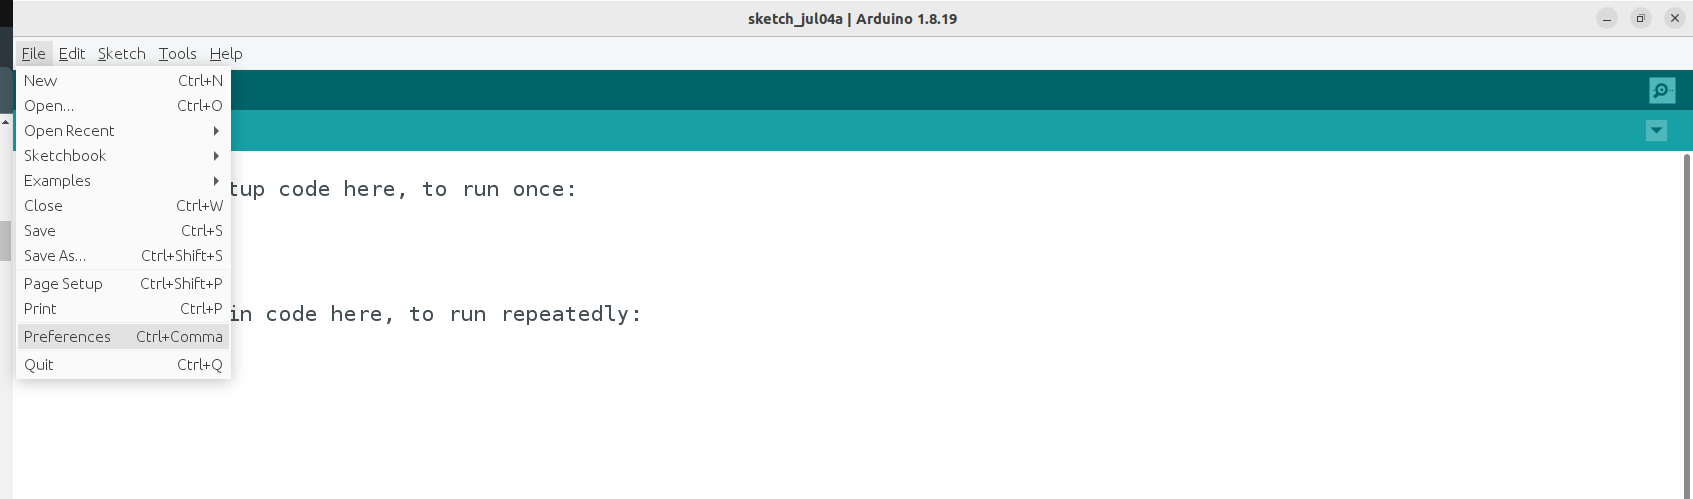 sketch_jul04a | Arduino 1.8.19
File Edit Sketch Tools Help
New Ctrl+N
Open... Ctrl+O
Open Recent
Sketchbook
Examples
Close Ctrl+W
Save Ctrl+S
Save As... Ctrl+Shift+S
Page Setup Ctrl+Shift+P
Print Ctrl+P
Preferences Ctrl+Comma
Quit Ctrl+Q
tup code here, to run once:
in code here, to run repeatedly: